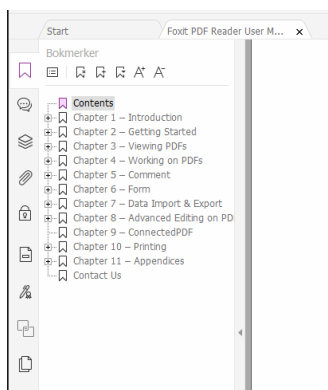 Start
Foxit PDF Reader User M...
Bokmerker
Contents
Chapter 1 – Introduction
Chapter 2 – Getting Started
Chapter 3 – Viewing PDFs
Chapter 4 – Working on PDFs
Chapter 5 – Comment
Chapter 6 – Form
Chapter 7 – Data Import & Export
Chapter 8 – Advanced Editing on PD
Chapter 9 – ConnectedPDF
Chapter 10 – Printing
Chapter 11 – Appendices
Contact Us